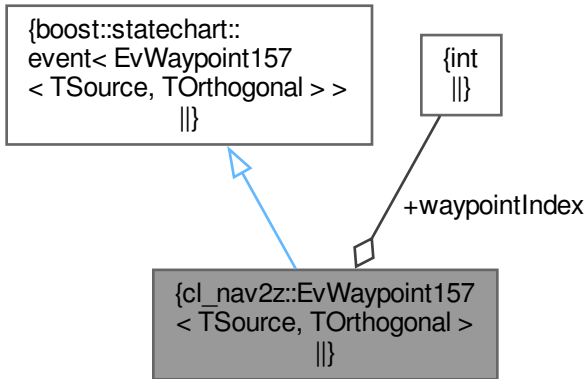 {boost::statechart::
event< EvWaypoint157
< TSource, TOrthogonal > >
||}
{int
||}
+waypointIndex
{cl_nav2z::EvWaypoint157
< TSource, TOrthogonal >
||}